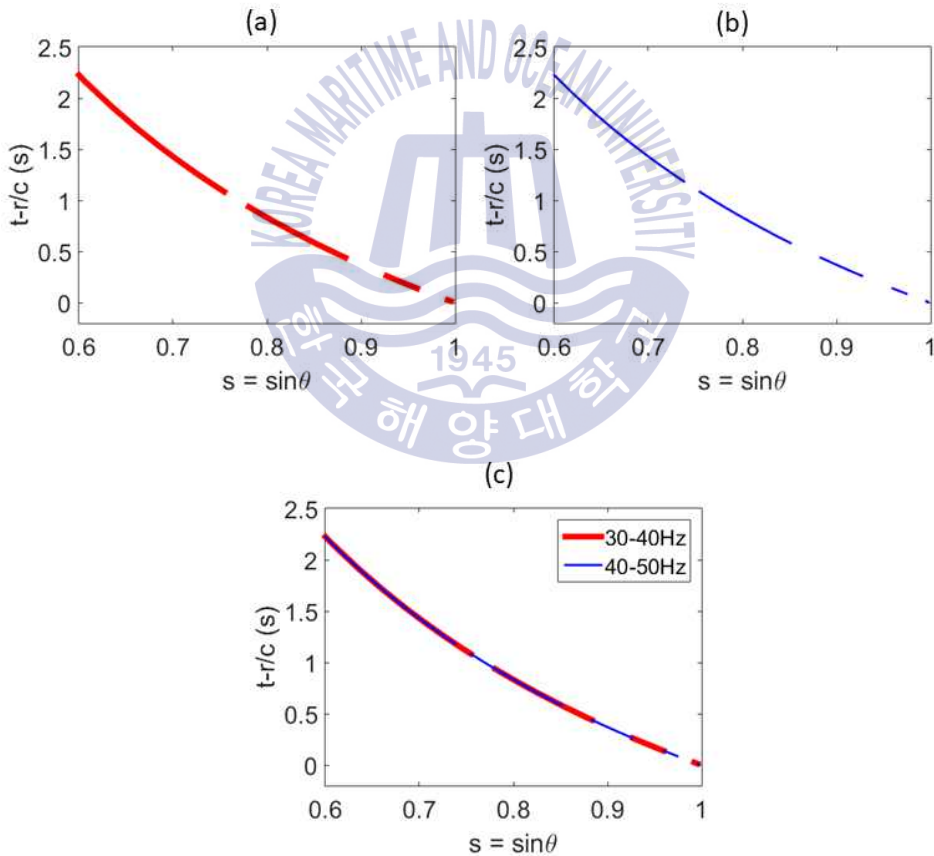 (a)
2.5
2
1.5
1
0.5
0
t-r/c (s)
0.6 0.7 0.8 0.9 1
s = sinθ
(b)
2.5
2
1.5
1
0.5
0
t-r/c (s)
0.6 0.7 0.8 0.9 1
s = sinθ
KOREA MARITIME AND OCEAN UNIVERSITY
1945
한국해양대학교
(c)
2.5
2
1.5
1
0.5
0
t-r/c (s)
0.6 0.7 0.8 0.9 1
s = sinθ
30-40Hz
40-50Hz